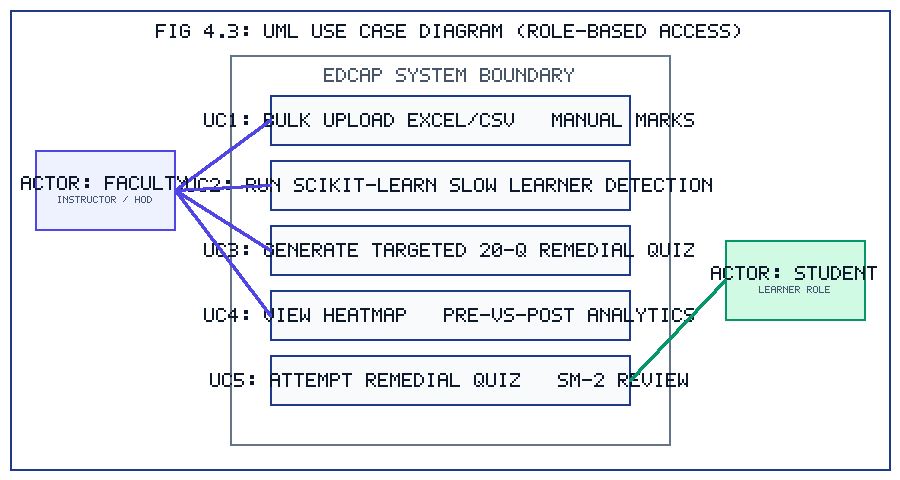 FIG 4.3: UML USE CASE DIAGRAM (ROLE-BASED ACCESS)
EDCAP SYSTEM BOUNDARY
UC1: BULK UPLOAD EXCEL/CSV   MANUAL MARKS
ACTOR: FACULTY
INSTRUCTOR / HOD
UC2: RUN SCIKIT-LEARN SLOW LEARNER DETECTION
UC3: GENERATE TARGETED 20-Q REMEDIAL QUIZ
ACTOR: STUDENT
LEARNER ROLE
UC4: VIEW HEATMAP   PRE-VS-POST ANALYTICS
UC5: ATTEMPT REMEDIAL QUIZ   SM-2 REVIEW